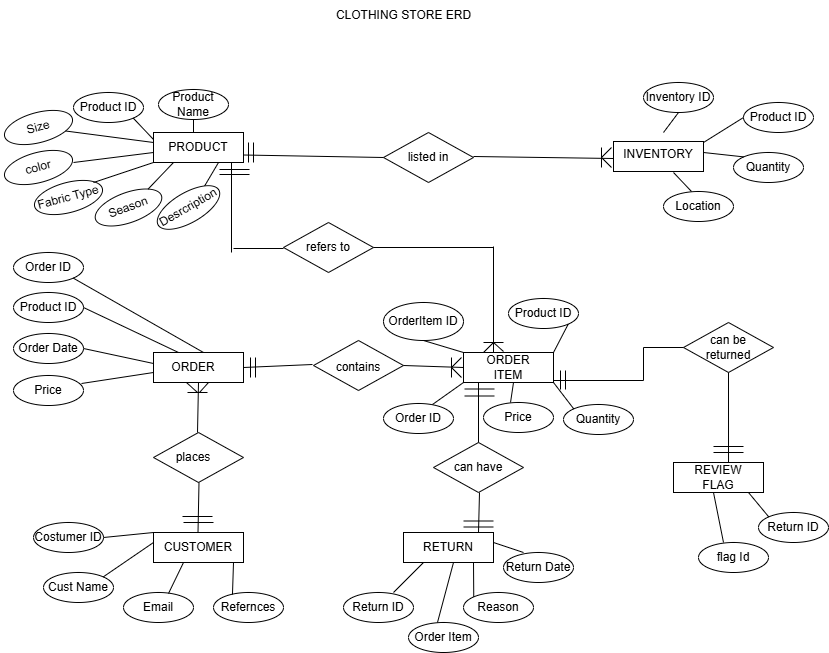 CLOTHING STORE ERD
Product ID
Product
Name
Size
color
Fabric Type
Season
Desrcription
PRODUCT
listed in
INVENTORY
Inventory ID
Product ID
Quantity
Location
refers to
Order ID
Product ID
Order Date
Price
ORDER
contains
OrderItem ID
Product ID
ORDER
ITEM
Order ID
Price
Quantity
can be
returned
places
can have
REVIEW
FLAG
Return ID
flag Id
Costumer ID
CUSTOMER
Cust Name
Email
Refernces
RETURN
Return Date
Return ID
Reason
Order Item